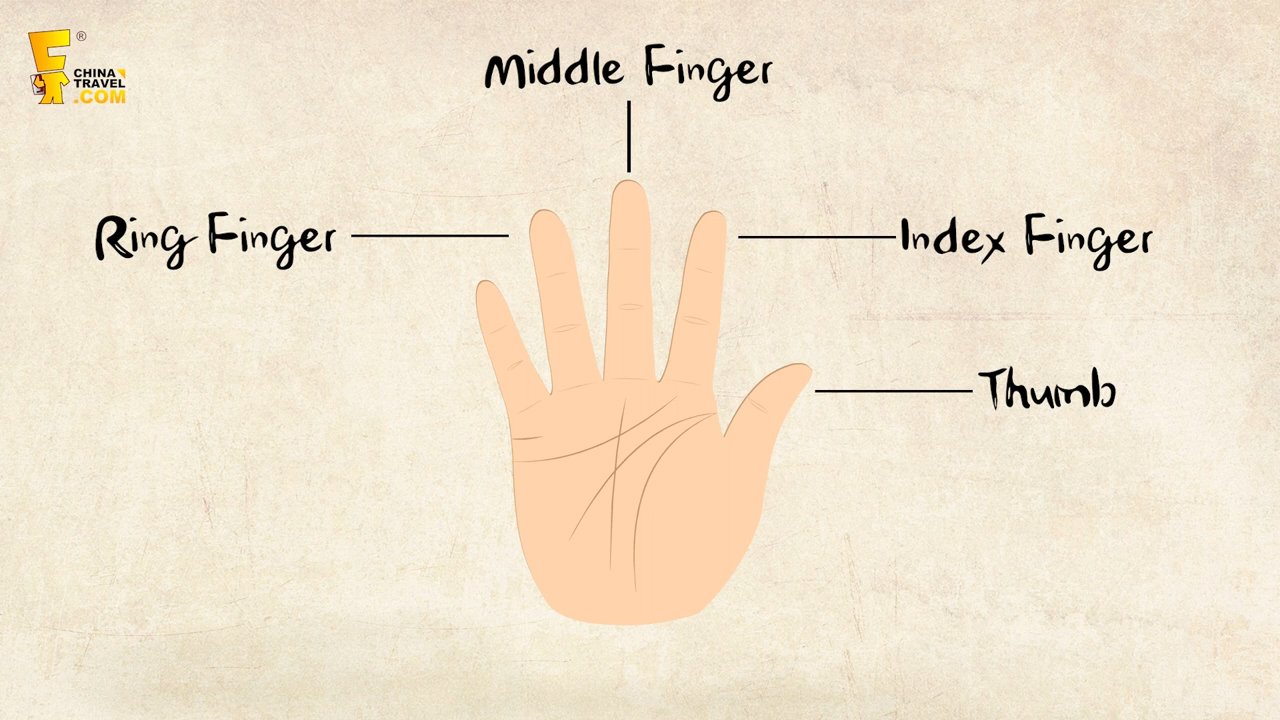 ®
CHINA
TRAVEL
.COM
Middle Finger
Ring Finger
Index Finger
Thumb